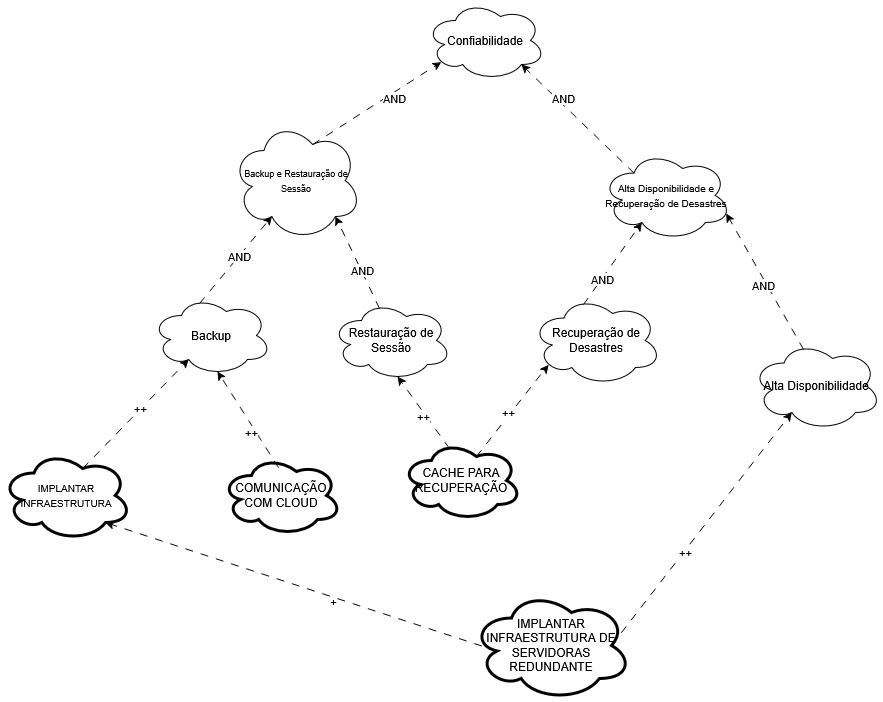 Confiabilidade
AND
AND
Backup e Restauração de
Sessão
Alta Disponibilidade e
Recuperação de Desastres
AND
AND
AND
AND
Backup
Restauração de
Sessão
Recuperação de
Desastres
Alta Disponibilidade
++
++
++
++
IMPLANTAR
INFRAESTRUTURA
COMUNICAÇÃO
COM CLOUD
CACHE PARA
RECUPERAÇÃO
++
+
IMPLANTAR
INFRAESTRUTURA DE
SERVIDORAS
REDUNDANTE